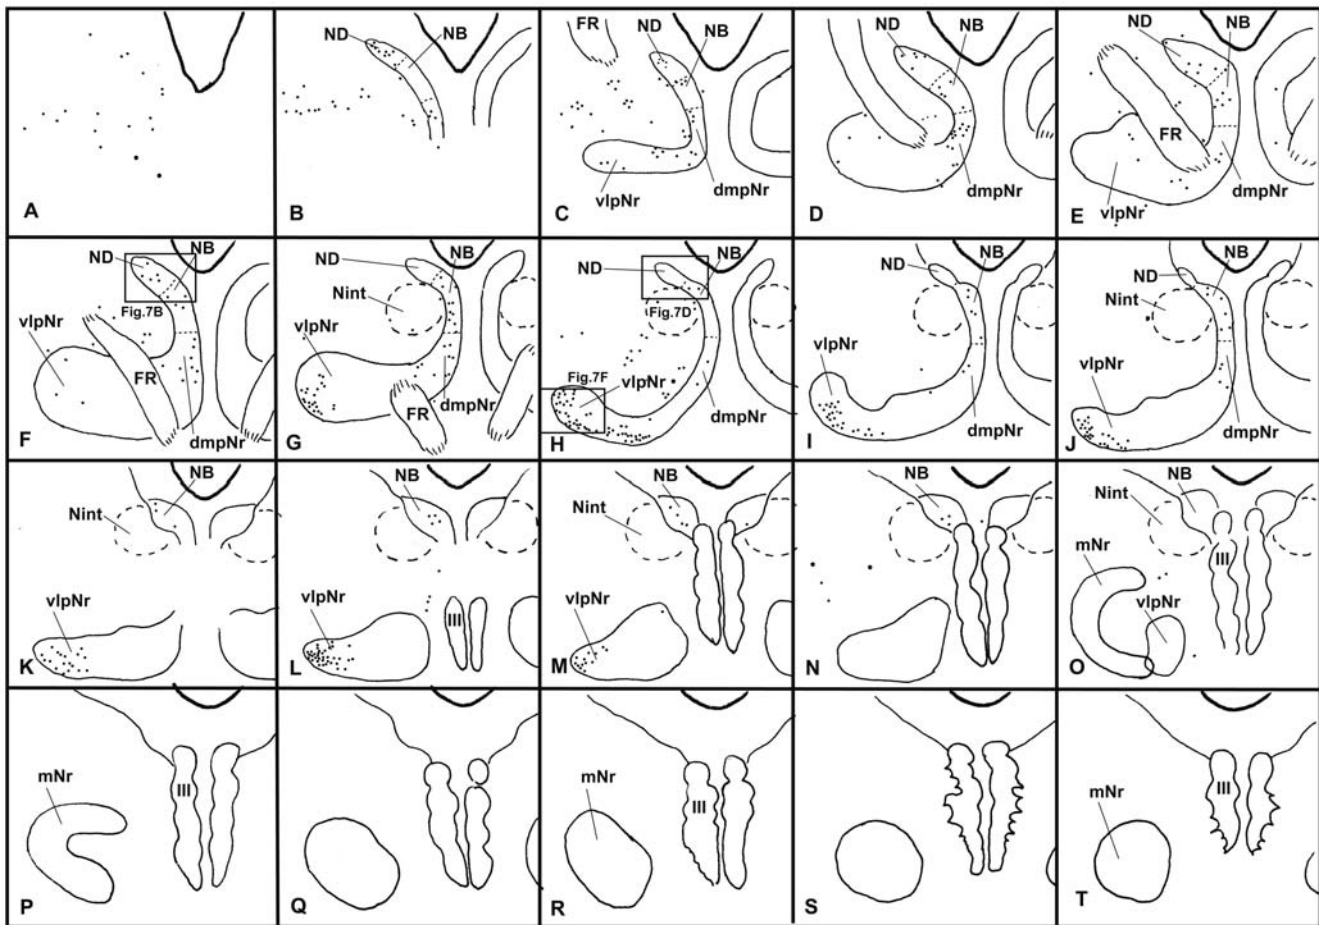 A
ND NB
B
FR ND NB
vlpNr dmpNr
C
ND NB
dmpNr
D
ND NB
FR
vlpNr dmpNr
E
ND NB
Fig.7B
vlpNr
FR
dmpNr
F
ND NB
Nint
vlpNr
FR dmpNr
G
ND NB
Fig.7D
Fig.7F vlpNr
dmpNr
H
NB
ND
vlpNr
dmpNr
I
NB
ND
Nint
vlpNr
dmpNr
J
NB
Nint
vlpNr
K
NB
vlpNr
III
L
NB
Nint
vlpNr
M
NB
N
NB
Nint
mNr III
vlpNr
O
mNr III
P
Q
mNr III
R
S
mNr III
T